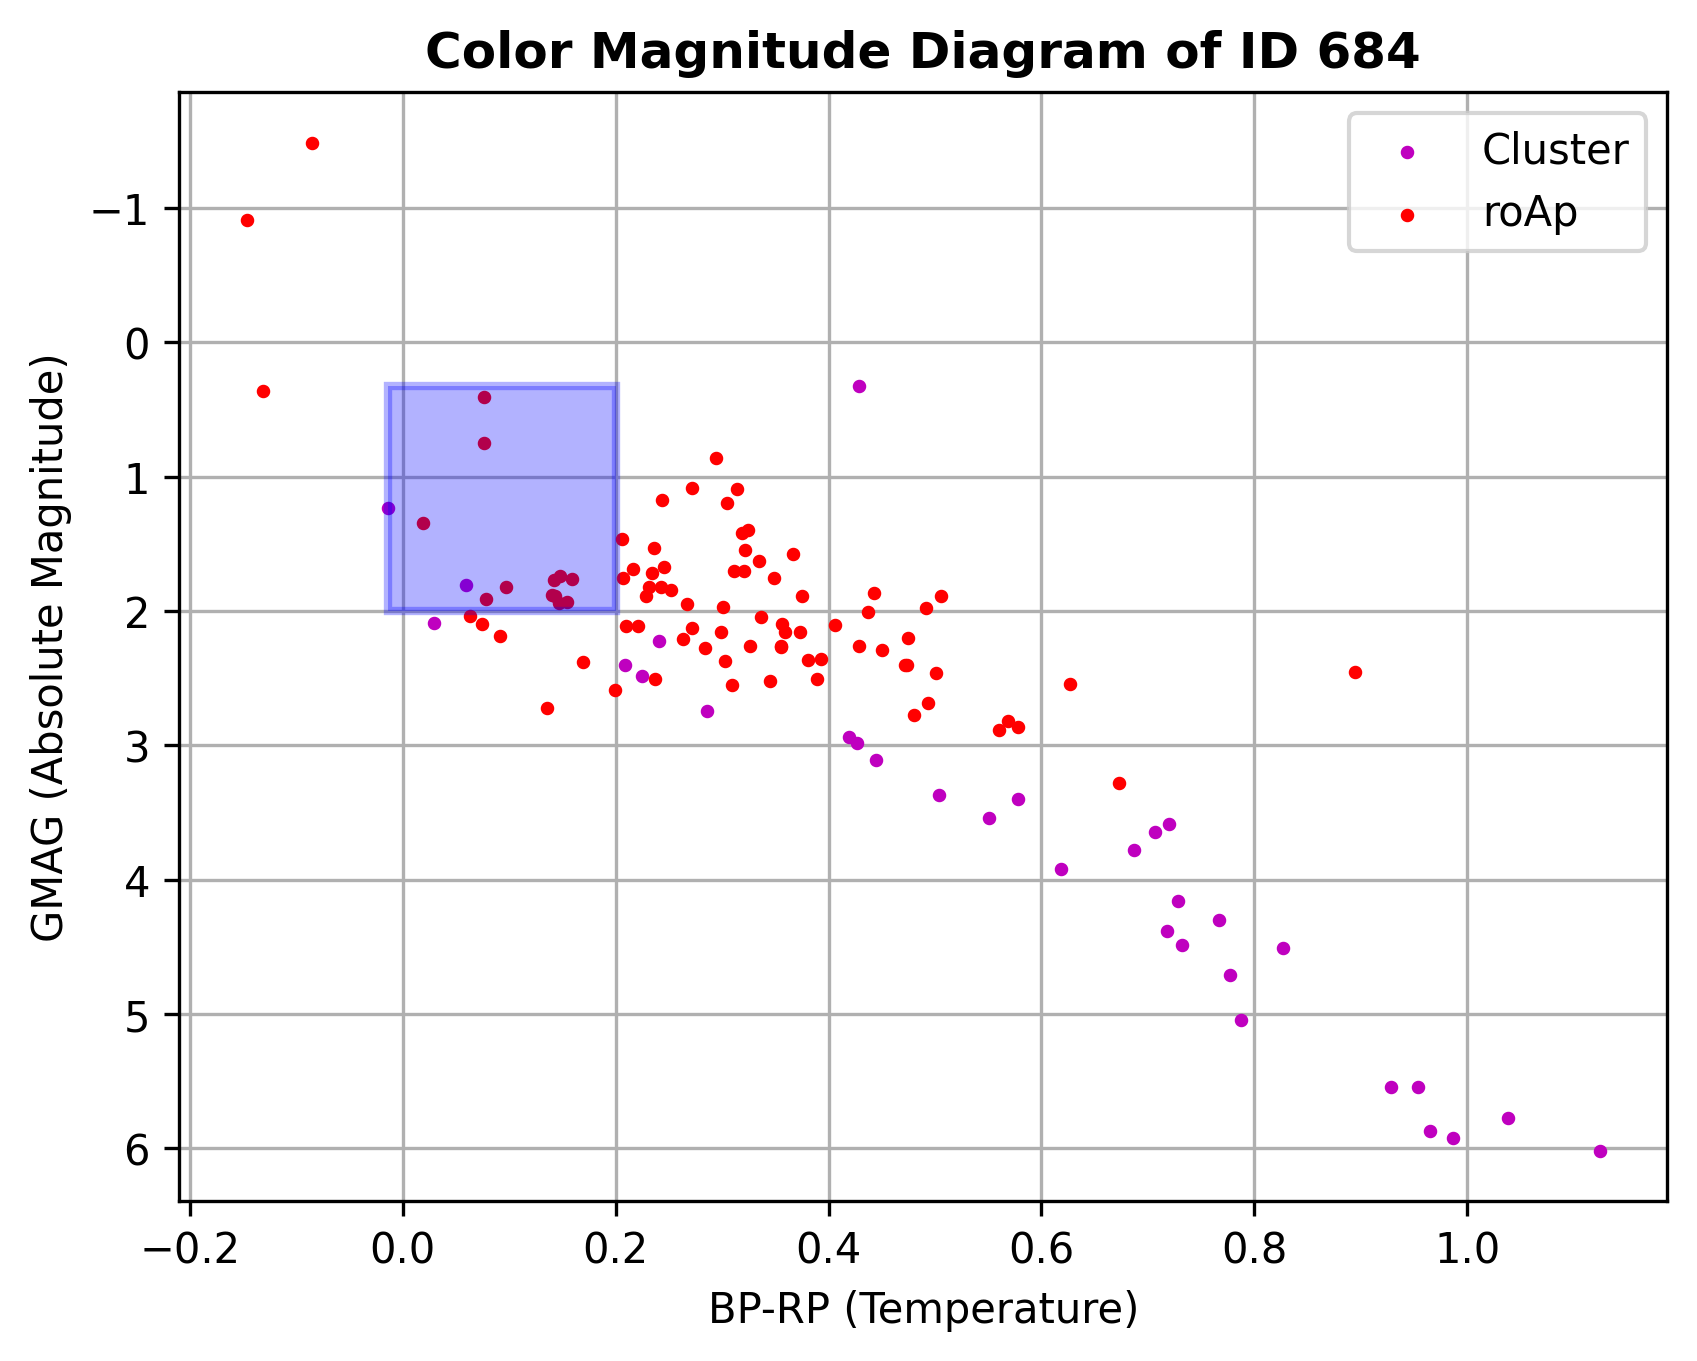 Color Magnitude Diagram of ID 684
Cluster
roAp
GMAG (Absolute Magnitude)
−1
0
1
2
3
4
5
6
−0.2 0.0 0.2 0.4 0.6 0.8 1.0
BP-RP (Temperature)